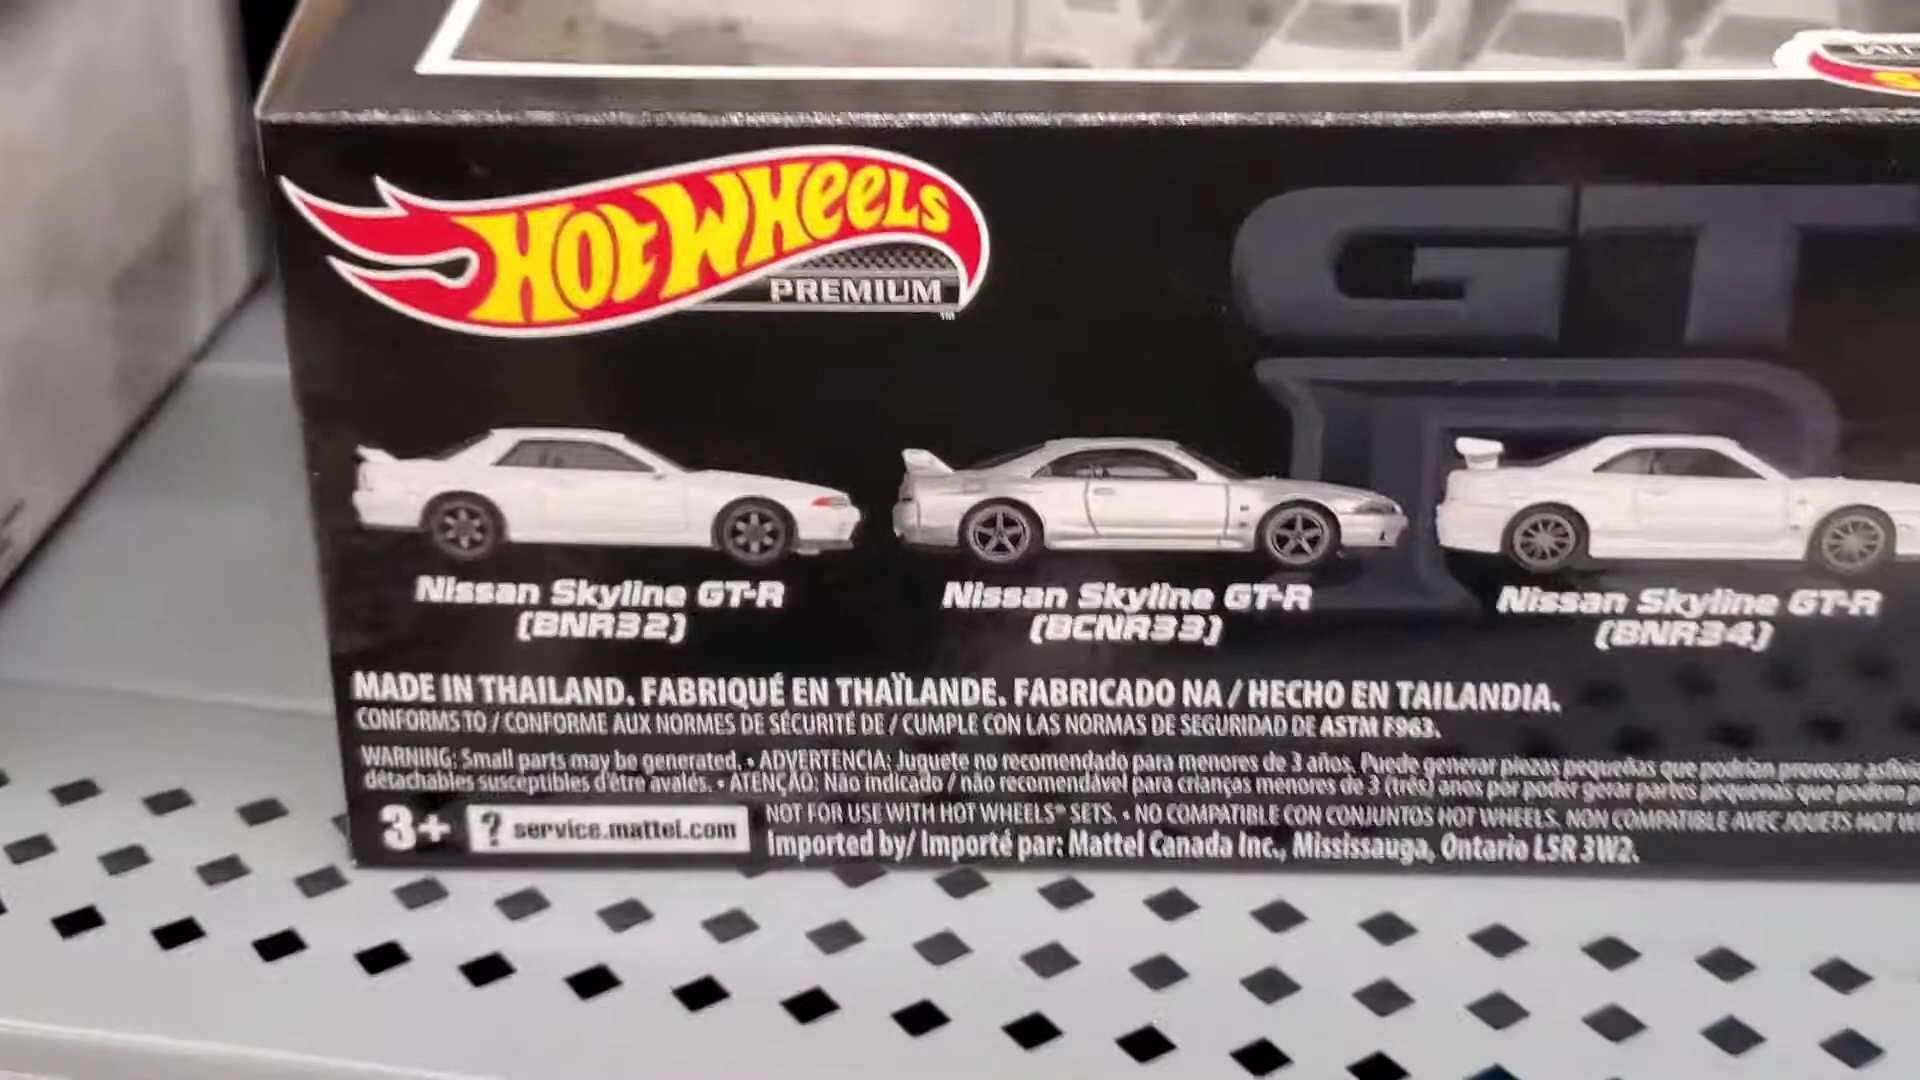 HOT WHEELS
PREMIUM
TM
GT
R
Nissan Skyline GT-R
(BNR32)
Nissan Skyline GT-R
(BCNR33)
Nissan Skyline GT-R
(BNR34)
MADE IN THAILAND. FABRIQUÉ EN THAÏLANDE. FABRICADO NA / HECHO EN TAILANDIA.
CONFORMS TO / CONFORME AUX NORMES DE SÉCURITÉ DE / CUMPLE CON LAS NORMAS DE SEGURIDAD DE ASTM F963.
WARNING: Small parts may be generated. • ADVERTENCIA: Juguete no recomendado para menores de 3 años. Puede generar piezas pequeñas que podrían provocar
détachables susceptibles d'être avalés. • ATENÇÃO: Não indicado / não recomendável para crianças menores de 3 (três) anos por poder gerar partes pequenas que podem
3+
? service.mattel.com
NOT FOR USE WITH HOT WHEELS® SETS. • NO COMPATIBLE CON CONJUNTOS HOT WHEELS. NON COMPATIBLE AVEC JOUETS HOT
Imported by/ Importé par: Mattel Canada Inc., Mississauga, Ontario L5R 3W2.